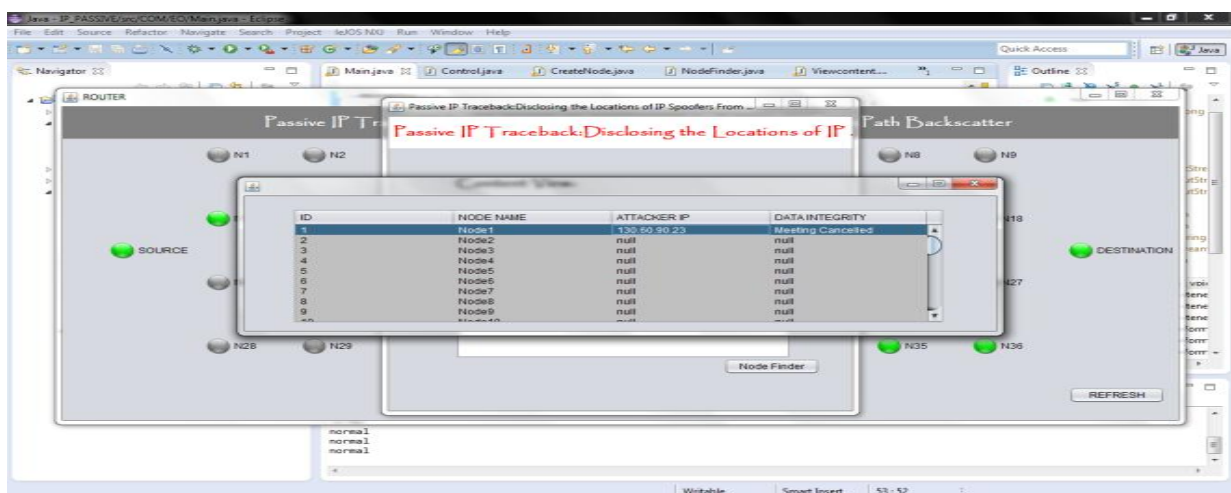 Java - IP_PASSIVE/src/COM/EO/Main.java - Eclipse
File Edit Source Refactor Navigate Search Project leJOS NXJ Run Window Help
Quick Access
Java
Navigator
Main.java
Control.java
CreateNode.java
NodeFinder.java
Viewcontent....
Outline
ROUTER
Passive IP Traceback:Disclosing the Locations of IP Spoofers From ...
Passive IP Tr
Passive IP Traceback:Disclosing the Locations of IP
Path Backscatter
N1
N2
N8
N9
Content View
ID NODE NAME ATTACKER IP DATA INTEGRITY
1 Node1 130.60.90.23 Meeting Cancelled
2 Node2 null null
3 Node3 null null
4 Node4 null null
5 Node5 null null
6 Node6 null null
7 Node7 null null
8 Node8 null null
9 Node9 null null
N18
SOURCE
DESTINATION
N27
N28
N29
N35
N36
Node Finder
REFRESH
normal
normal
normal
Writable Smart Insert 53 : 52